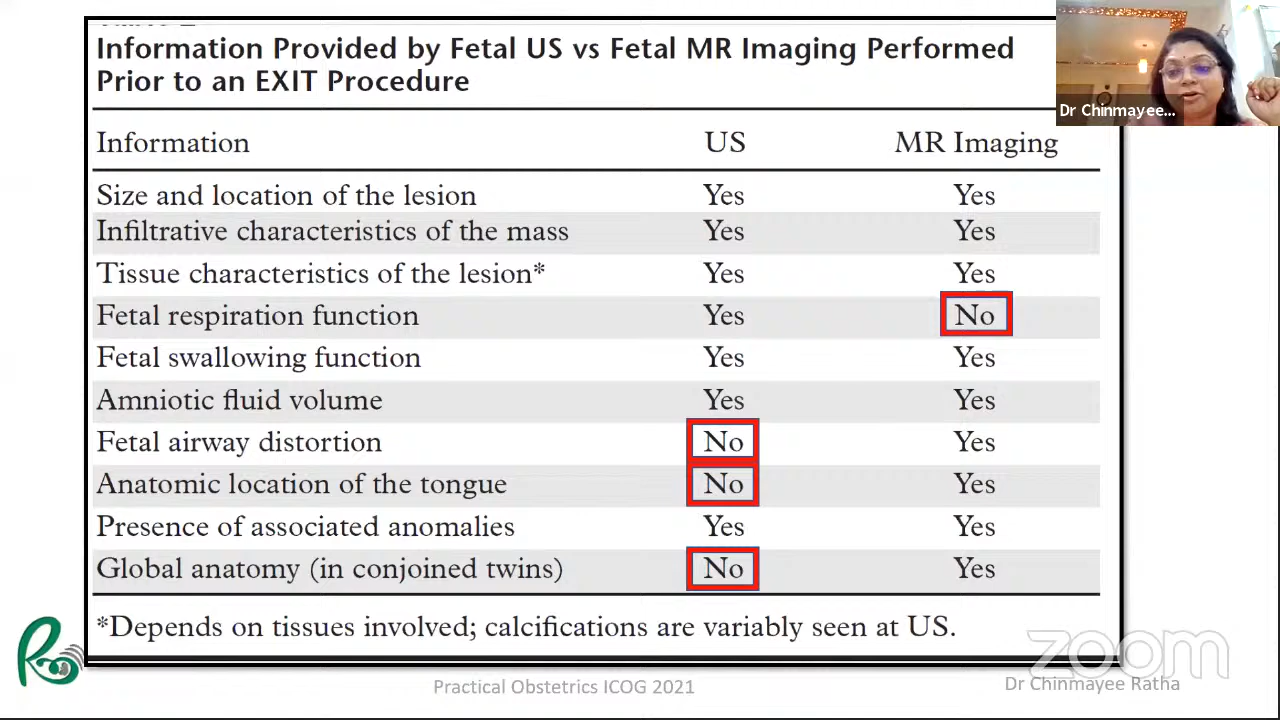 Information Provided by Fetal US vs Fetal MR Imaging Performed
Prior to an EXIT Procedure
Information US MR Imaging
Size and location of the lesion Yes Yes
Infiltrative characteristics of the mass Yes Yes
Tissue characteristics of the lesion* Yes Yes
Fetal respiration function Yes No
Fetal swallowing function Yes Yes
Amniotic fluid volume Yes Yes
Fetal airway distortion No Yes
Anatomic location of the tongue No Yes
Presence of associated anomalies Yes Yes
Global anatomy (in conjoined twins) No Yes
*Depends on tissues involved; calcifications are variably seen at US.
Practical Obstetrics ICOG 2021
Dr Chinmayee Ratha
zoom
Dr Chinmayee...